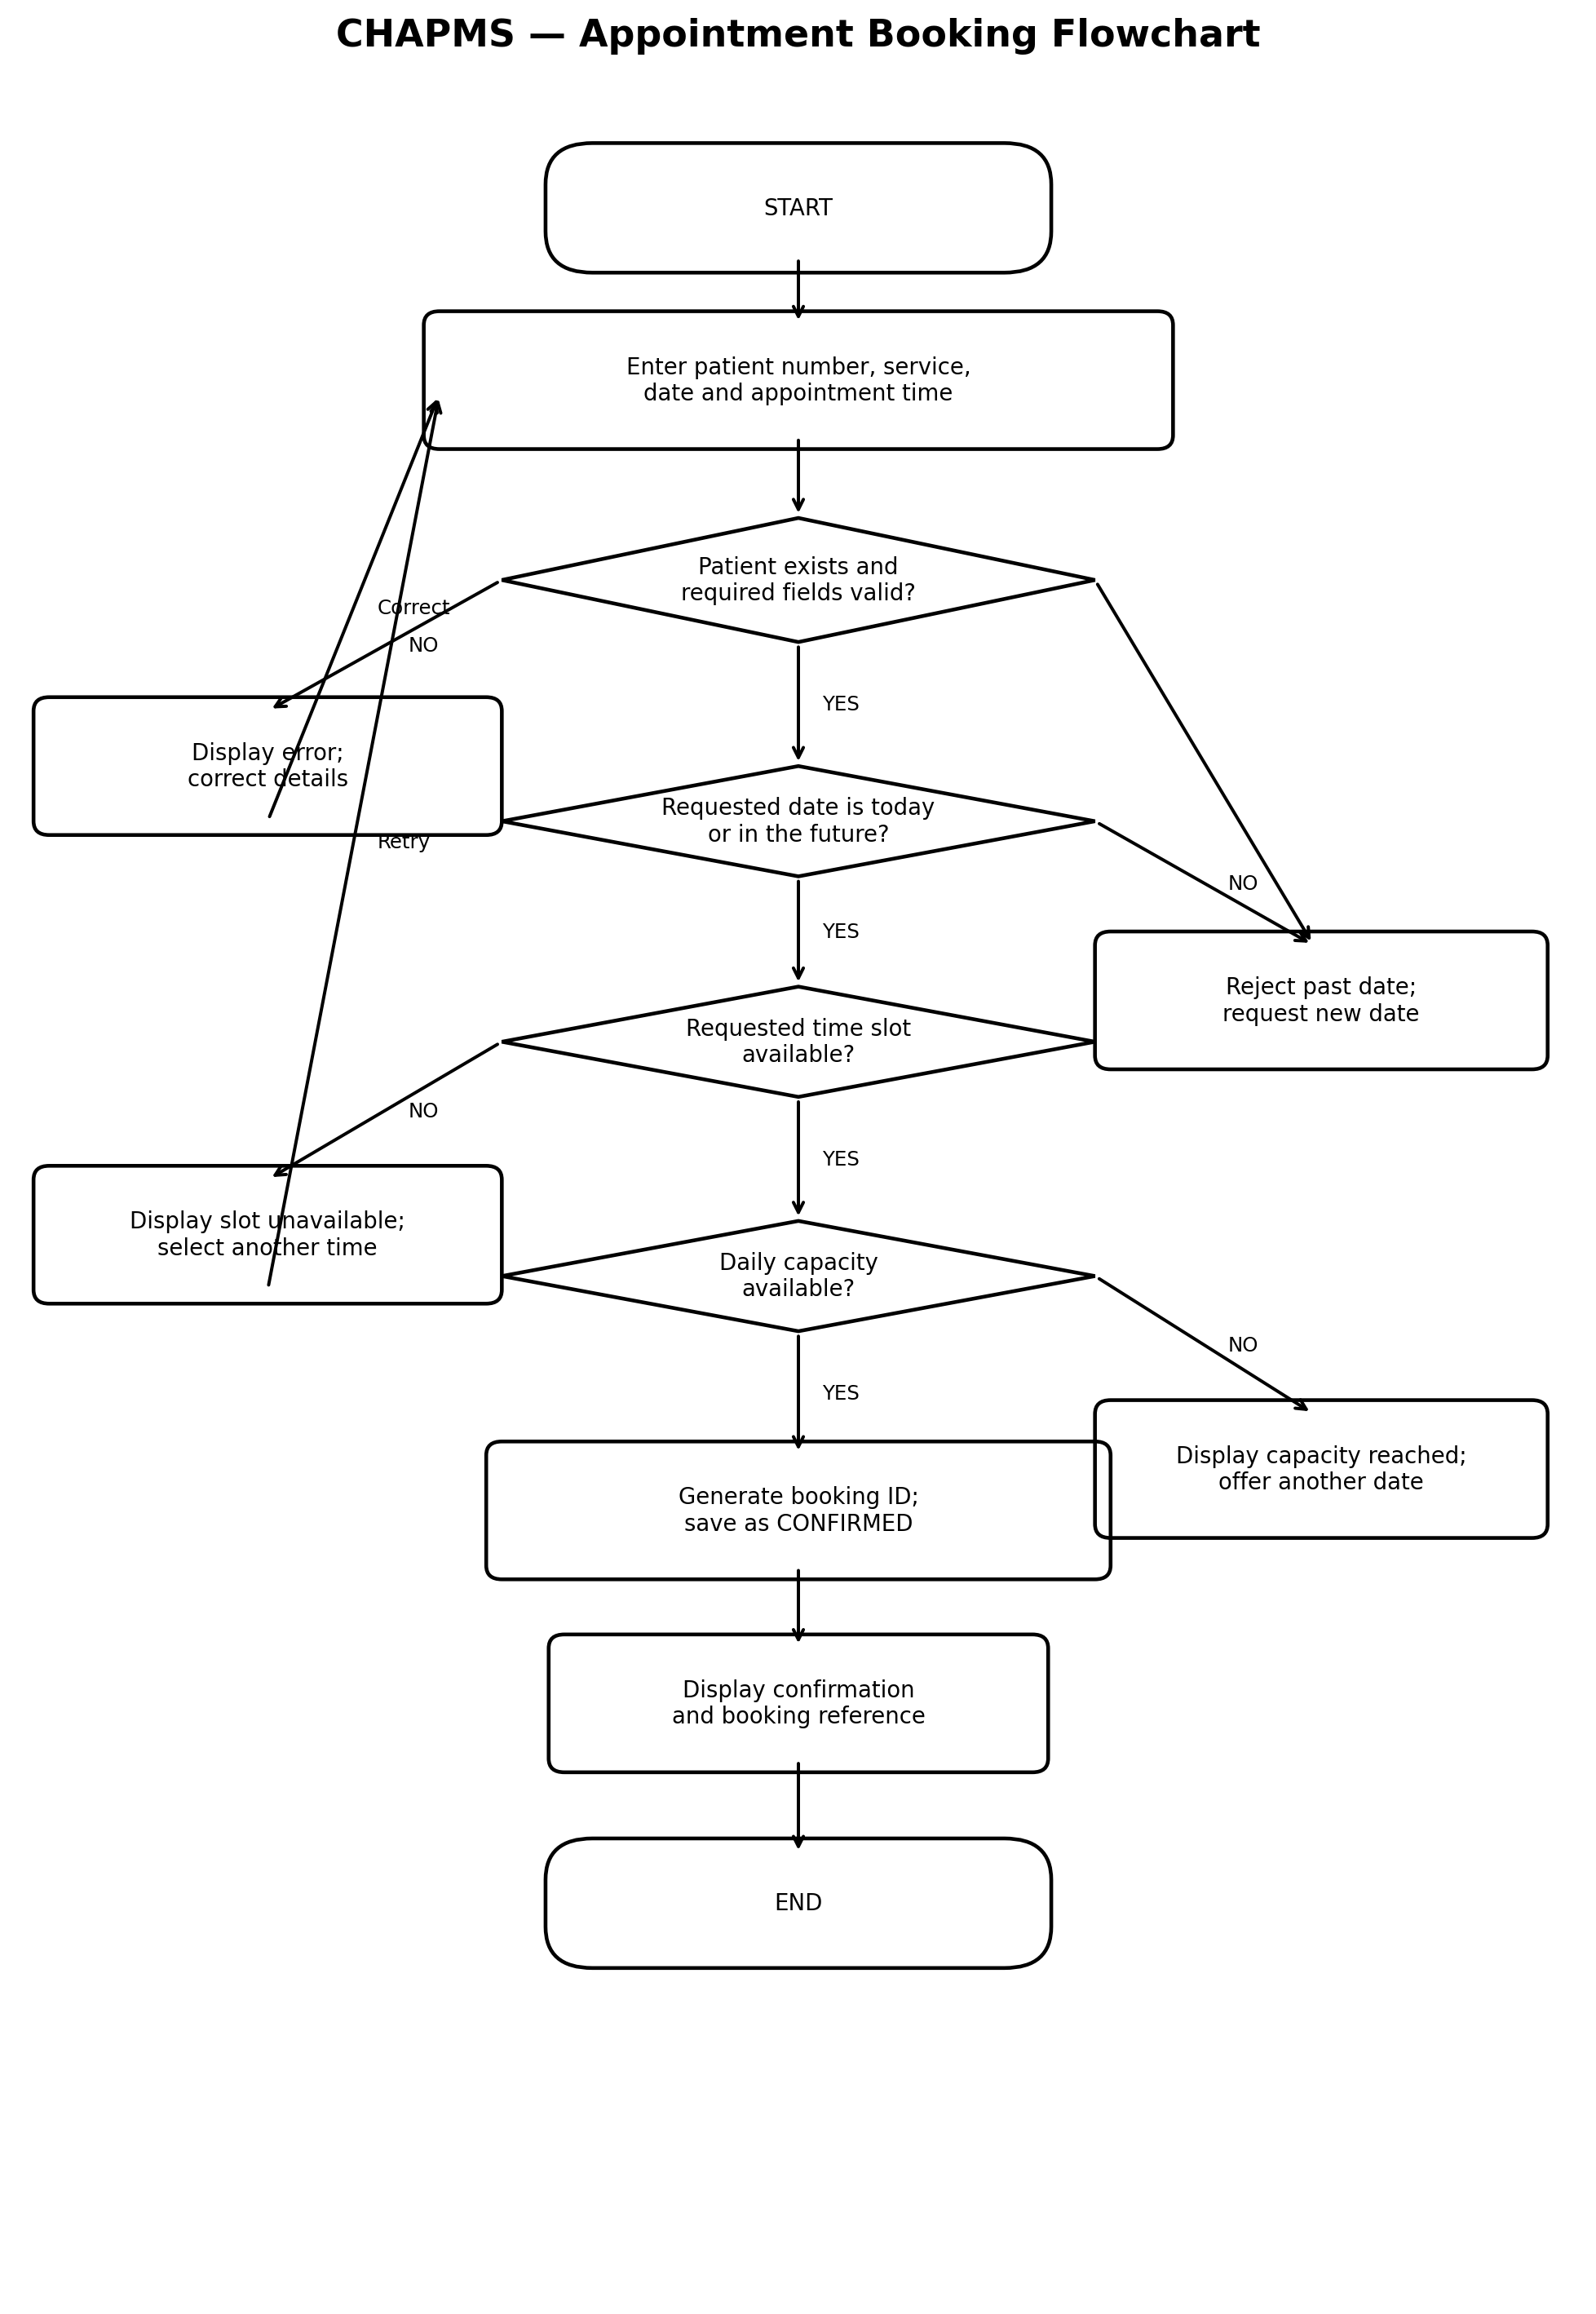 CHAPMS — Appointment Booking Flowchart
START
Enter patient number, service,
date and appointment time
Patient exists and
required fields valid?
Correct
NO
YES
Display error;
correct details
Requested date is today
or in the future?
Retry
NO
YES
Reject past date;
request new date
Requested time slot
available?
NO
YES
Display slot unavailable;
select another time
Daily capacity
available?
NO
YES
Display capacity reached;
offer another date
Generate booking ID;
save as CONFIRMED
Display confirmation
and booking reference
END